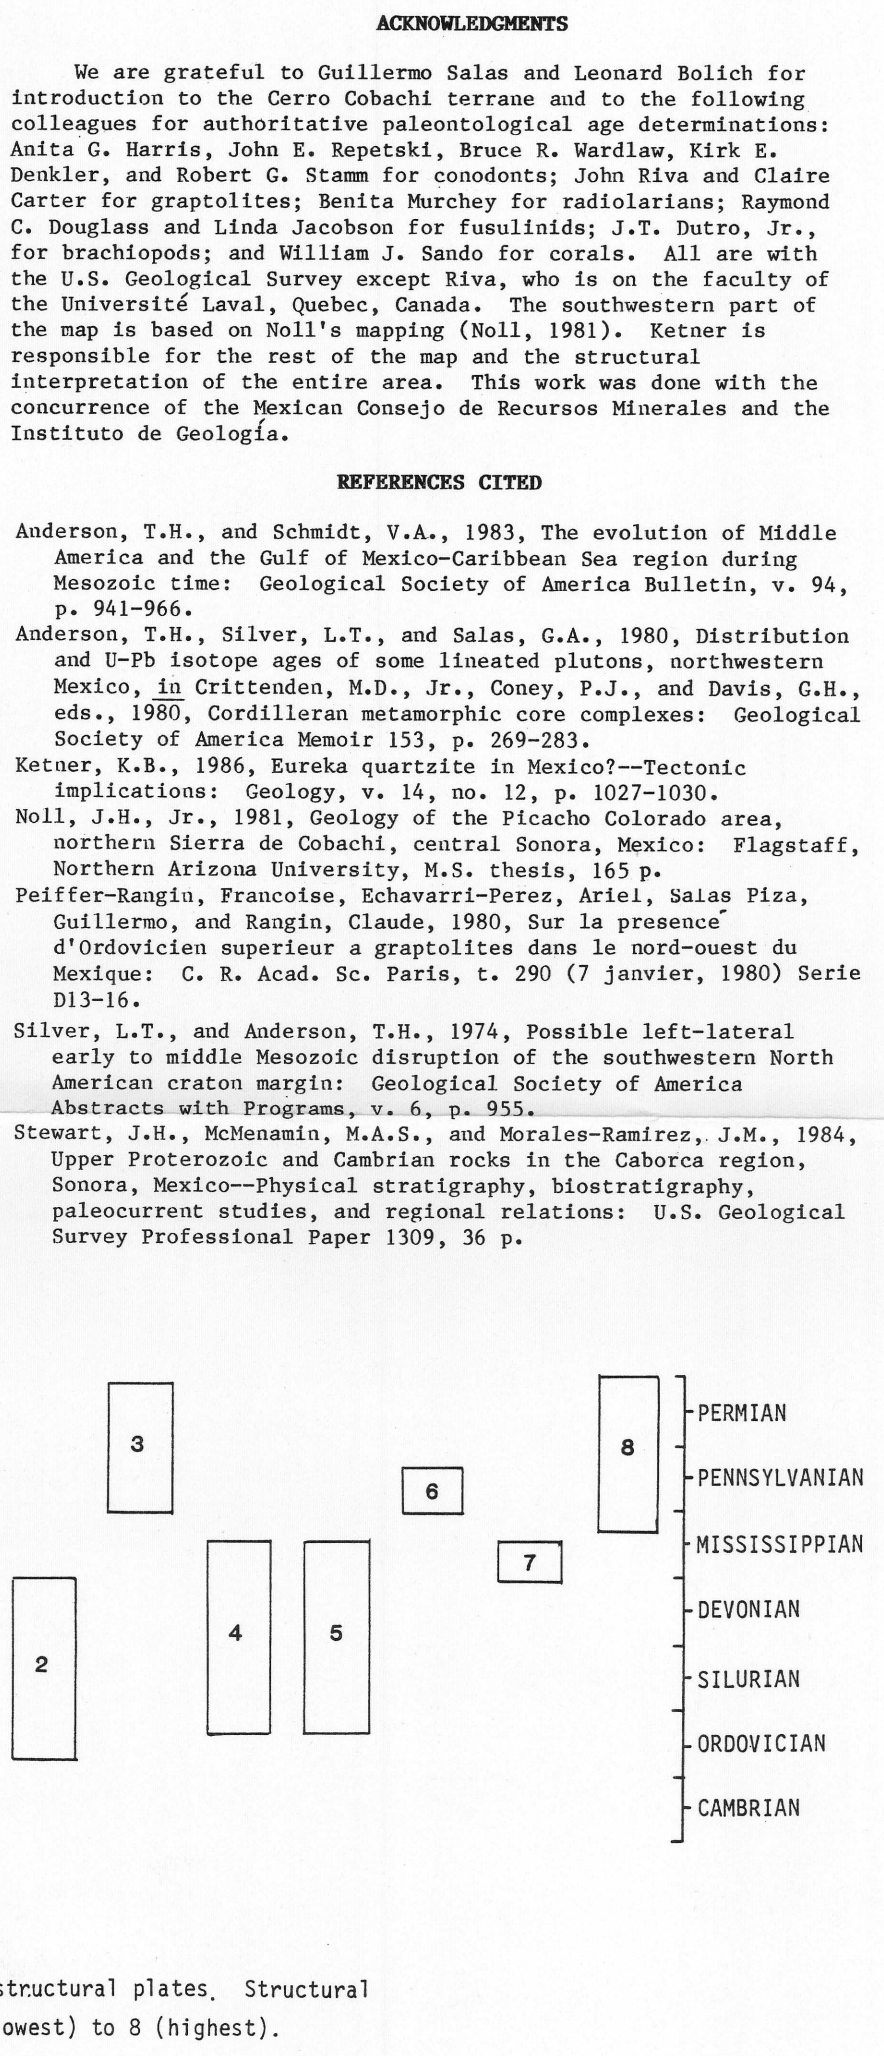 ACKNOWLEDGMENTS
We are grateful to Guillermo Salas and Leonard Bolich for
introduction to the Cerro Cobachi terrane and to the following
colleagues for authoritative paleontological age determinations:
Anita G. Harris, John E. Repetski, Bruce R. Wardlaw, Kirk E.
Denkler, and Robert G. Stamm for conodonts; John Riva and Claire
Carter for graptolites; Benita Murchey for radiolarians; Raymond
C. Douglass and Linda Jacobson for fusulinids; J.T. Dutro, Jr.,
for brachiopods; and William J. Sando for corals.  All are with
the U.S. Geological Survey except Riva, who is on the faculty of
the Université Laval, Quebec, Canada.  The southwestern part of
the map is based on Noll's mapping (Noll, 1981).  Ketner is
responsible for the rest of the map and the structural
interpretation of the entire area.  This work was done with the
concurrence of the Mexican Consejo de Recursos Minerales and the
Instituto de Geología.
REFERENCES CITED
Anderson, T.H., and Schmidt, V.A., 1983, The evolution of Middle
America and the Gulf of Mexico-Caribbean Sea region during
Mesozoic time:  Geological Society of America Bulletin, v. 94,
p. 941-966.
Anderson, T.H., Silver, L.T., and Salas, G.A., 1980, Distribution
and U-Pb isotope ages of some lineated plutons, northwestern
Mexico, in Crittenden, M.D., Jr., Coney, P.J., and Davis, G.H.,
eds., 1980, Cordilleran metamorphic core complexes:  Geological
Society of America Memoir 153, p. 269-283.
Ketner, K.B., 1986, Eureka quartzite in Mexico?--Tectonic
implications:  Geology, v. 14, no. 12, p. 1027-1030.
Noll, J.H., Jr., 1981, Geology of the Picacho Colorado area,
northern Sierra de Cobachi, central Sonora, Mexico:  Flagstaff,
Northern Arizona University, M.S. thesis, 165 p.
Peiffer-Rangin, Francoise, Echavarri-Perez, Ariel, Salas Piza,
Guillermo, and Rangin, Claude, 1980, Sur la presence
d'Ordovicien superieur a graptolites dans le nord-ouest du
Mexique:  C. R. Acad. Sc. Paris, t. 290 (7 janvier, 1980) Serie
D13-16.
Silver, L.T., and Anderson, T.H., 1974, Possible left-lateral
early to middle Mesozoic disruption of the southwestern North
American craton margin:  Geological Society of America
Abstracts with Programs, v. 6, p. 955.
Stewart, J.H., McMenamin, M.A.S., and Morales-Ramirez, J.M., 1984,
Upper Proterozoic and Cambrian rocks in the Caborca region,
Sonora, Mexico--Physical stratigraphy, biostratigraphy,
paleocurrent studies, and regional relations:  U.S. Geological
Survey Professional Paper 1309, 36 p.
PERMIAN
3
8
PENNSYLVANIAN
6
MISSISSIPPIAN
7
DEVONIAN
4
5
2
SILURIAN
ORDOVICIAN
CAMBRIAN
structural plates.  Structural
owest) to 8 (highest).